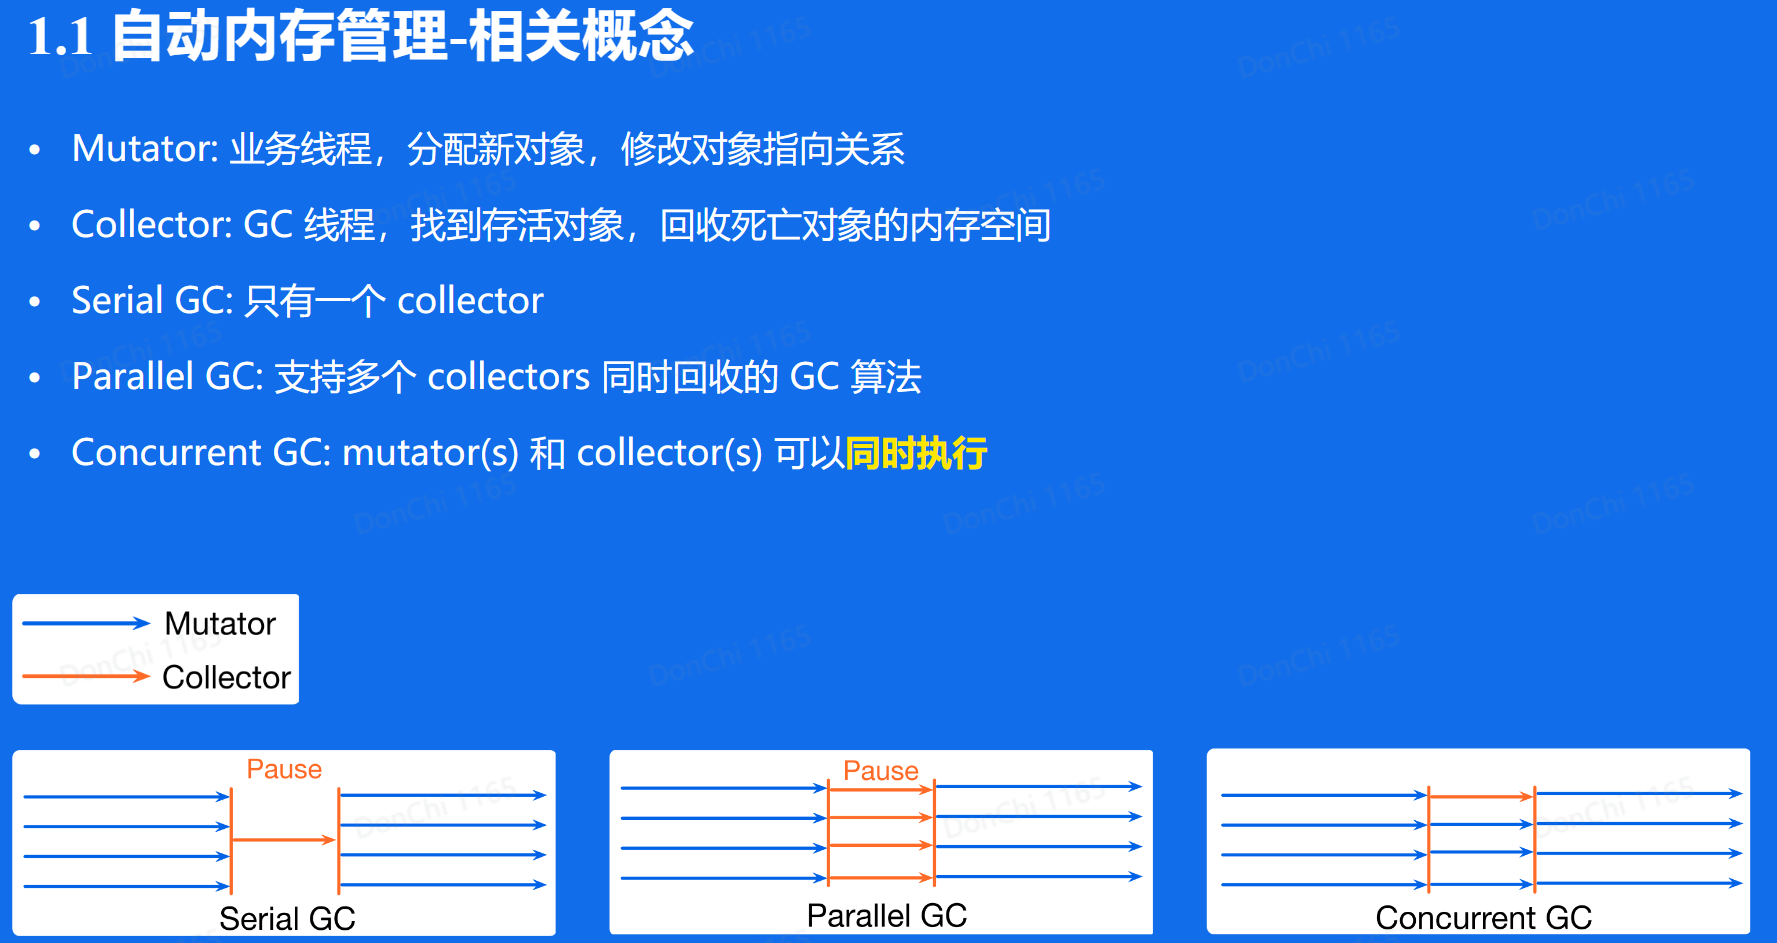 1.1 自动内存管理-相关概念
• Mutator: 业务线程，分配新对象，修改对象指向关系
• Collector: GC 线程，找到存活对象，回收死亡对象的内存空间
• Serial GC: 只有一个 collector
• Parallel GC: 支持多个 collectors 同时回收的 GC 算法
• Concurrent GC: mutator(s) 和 collector(s) 可以同时执行
Mutator
Collector
Pause
Serial GC
Pause
Parallel GC
Concurrent GC
DonChi 1165